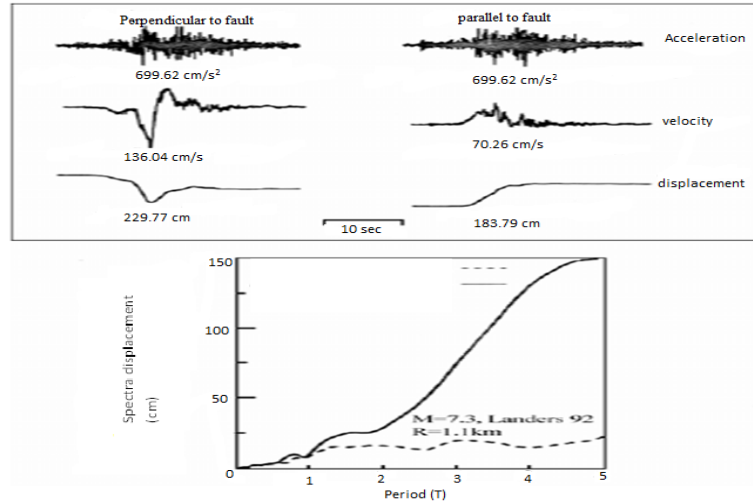 Perpendicular to fault
parallel to fault
Acceleration
699.62 cm/s²
699.62 cm/s²
velocity
136.04 cm/s
70.26 cm/s
displacement
229.77 cm
183.79 cm
10 sec
150
100
50
0
Spectra displacement
(cm)
M=7.3, Landers 92
R=1.1km
1
2
3
4
5
Period (T)